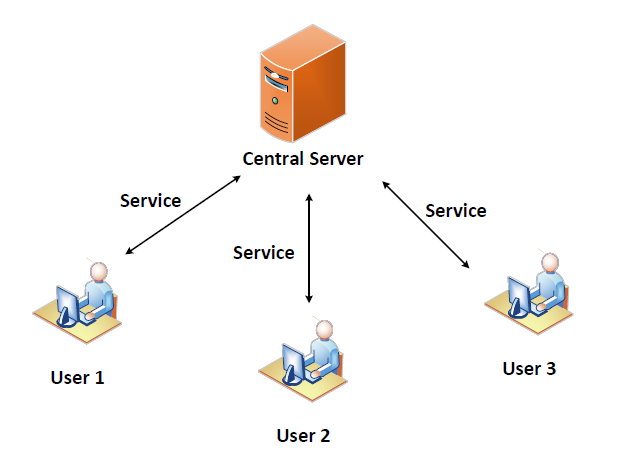 Central Server
Service
Service
Service
User 1
User 2
User 3